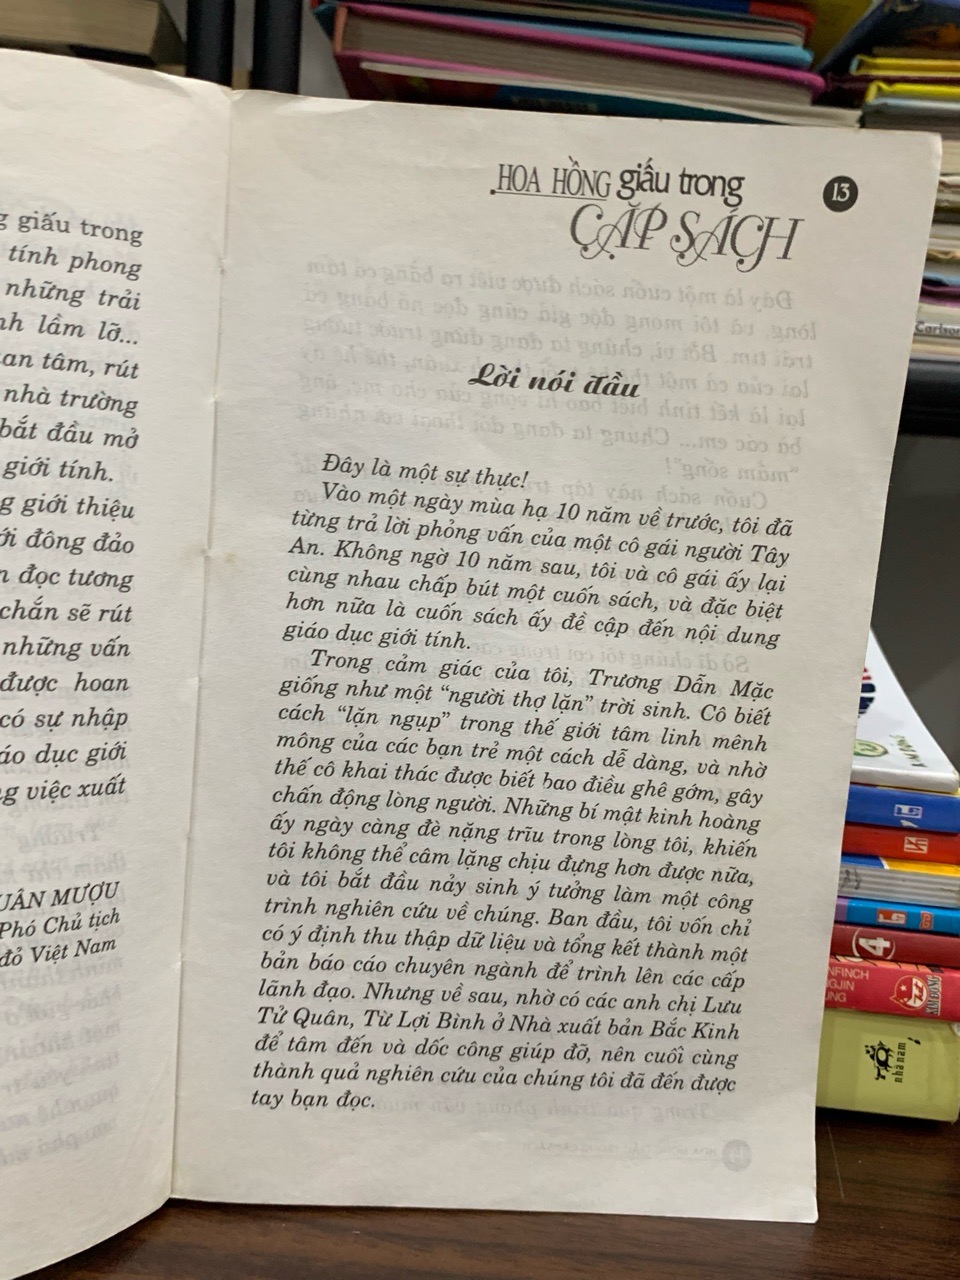 giấu trong
tính phong
những trải
lầm lỡ...
tâm, rút
nhà trường
bắt đầu mở
giới tính.
giới thiệu
đông đảo
đọc tương
chắn sẽ rút
những vấn
được hoan
có sự nhập
dục giới
việc xuất
MƯỢU
Phó Chủ tịch
đỏ Việt Nam
HOA HỒNG giấu trong
CẶP SÁCH
13
Lời nói đầu
Đây là một sự thực!
Vào một ngày mùa hạ 10 năm về trước, tôi đã
từng trả lời phỏng vấn của một cô gái người Tây
An. Không ngờ 10 năm sau, tôi và cô gái ấy lại
cùng nhau chấp bút một cuốn sách, và đặc biệt
hơn nữa là cuốn sách ấy đề cập đến nội dung
giáo dục giới tính.
Trong cảm giác của tôi, Trương Dẫn Mặc
giống như một “người thợ lặn” trời sinh. Cô biết
cách “lặn ngụp” trong thế giới tâm linh mênh
mông của các bạn trẻ một cách dễ dàng, và nhờ
thế cô khai thác được biết bao điều ghê gớm, gây
chấn động lòng người. Những bí mật kinh hoàng
ấy ngày càng đè nặng trĩu trong lòng tôi, khiến
tôi không thể câm lặng chịu đựng hơn được nữa,
và tôi bắt đầu nảy sinh ý tưởng làm một công
trình nghiên cứu về chúng. Ban đầu, tôi vốn chỉ
có ý định thu thập dữ liệu và tổng kết thành một
bản báo cáo chuyên ngành để trình lên các cấp
lãnh đạo. Nhưng về sau, nhờ có các anh chị Lưu
Tử Quân, Từ Lợi Bình ở Nhà xuất bản Bắc Kinh
để tâm đến và dốc công giúp đỡ, nên cuối cùng
thành quả nghiên cứu của chúng tôi đã đến được
tay bạn đọc.
Carlson
4
nhã nam